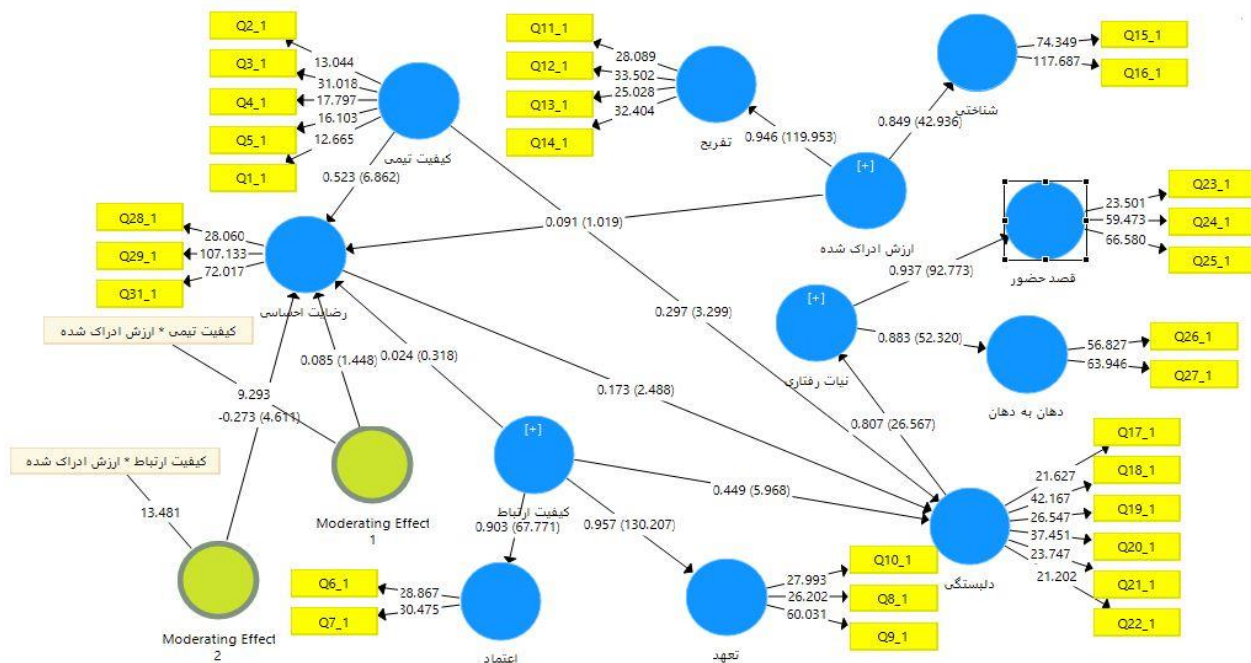 Q2_1
Q3_1
Q4_1
Q5_1
Q1_1
13.044
31.018
17.797
16.103
12.665
کیفیت تیمی
Q11_1
Q12_1
Q13_1
Q14_1
28.089
33.502
25.028
32.404
تفریح
Q15_1
Q16_1
74.349
117.687
شناختی
0.946 (119.953)
0.849 (42.936)
[+]
ارزش ادراک شده
0.523 (6.862)
0.091 (1.019)
Q28_1
Q29_1
Q31_1
28.060
107.133
72.017
رضایت احساسی
Q23_1
Q24_1
Q25_1
23.501
59.473
66.580
قصد حضور
0.937 (92.773)
0.297 (3.299)
[+]
نیات رفتاری
0.883 (52.320)
Q26_1
Q27_1
56.827
63.946
دهان به دهان
کیفیت تیمی * ارزش ادراک شده
0.085 (1.448)
0.024 (0.318)
0.173 (2.488)
0.807 (26.567)
9.293
-0.273 (4.611)
کیفیت ارتباط * ارزش ادراک شده
13.481
Moderating Effect
1
Moderating Effect
2
[+]
کیفیت ارتباط
0.449 (5.968)
0.903 (67.771)
0.957 (130.207)
Q17_1
Q18_1
Q19_1
Q20_1
Q21_1
Q22_1
21.627
42.167
26.547
37.451
23.747
21.202
دلبستگی
Q6_1
Q7_1
28.867
30.475
اعتماد
Q10_1
Q8_1
Q9_1
27.993
26.202
60.031
تعهد